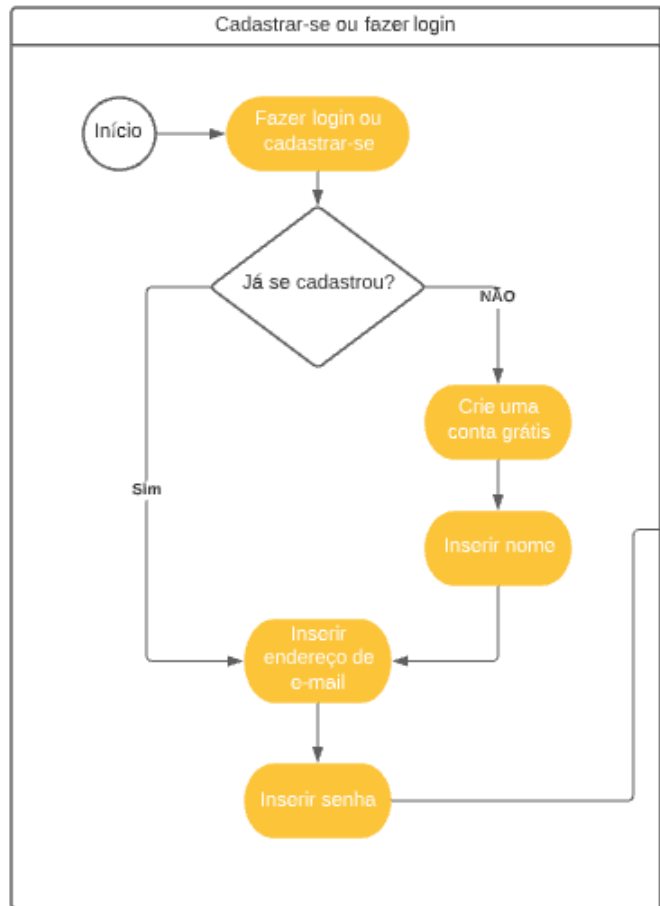 Cadastrar-se ou fazer login
Início
Fazer login ou
cadastrar-se
Já se cadastrou?
NÃO
Crie uma
conta grátis
Sim
Inserir nome
Inserir
endereço de
e-mail
Inserir senha